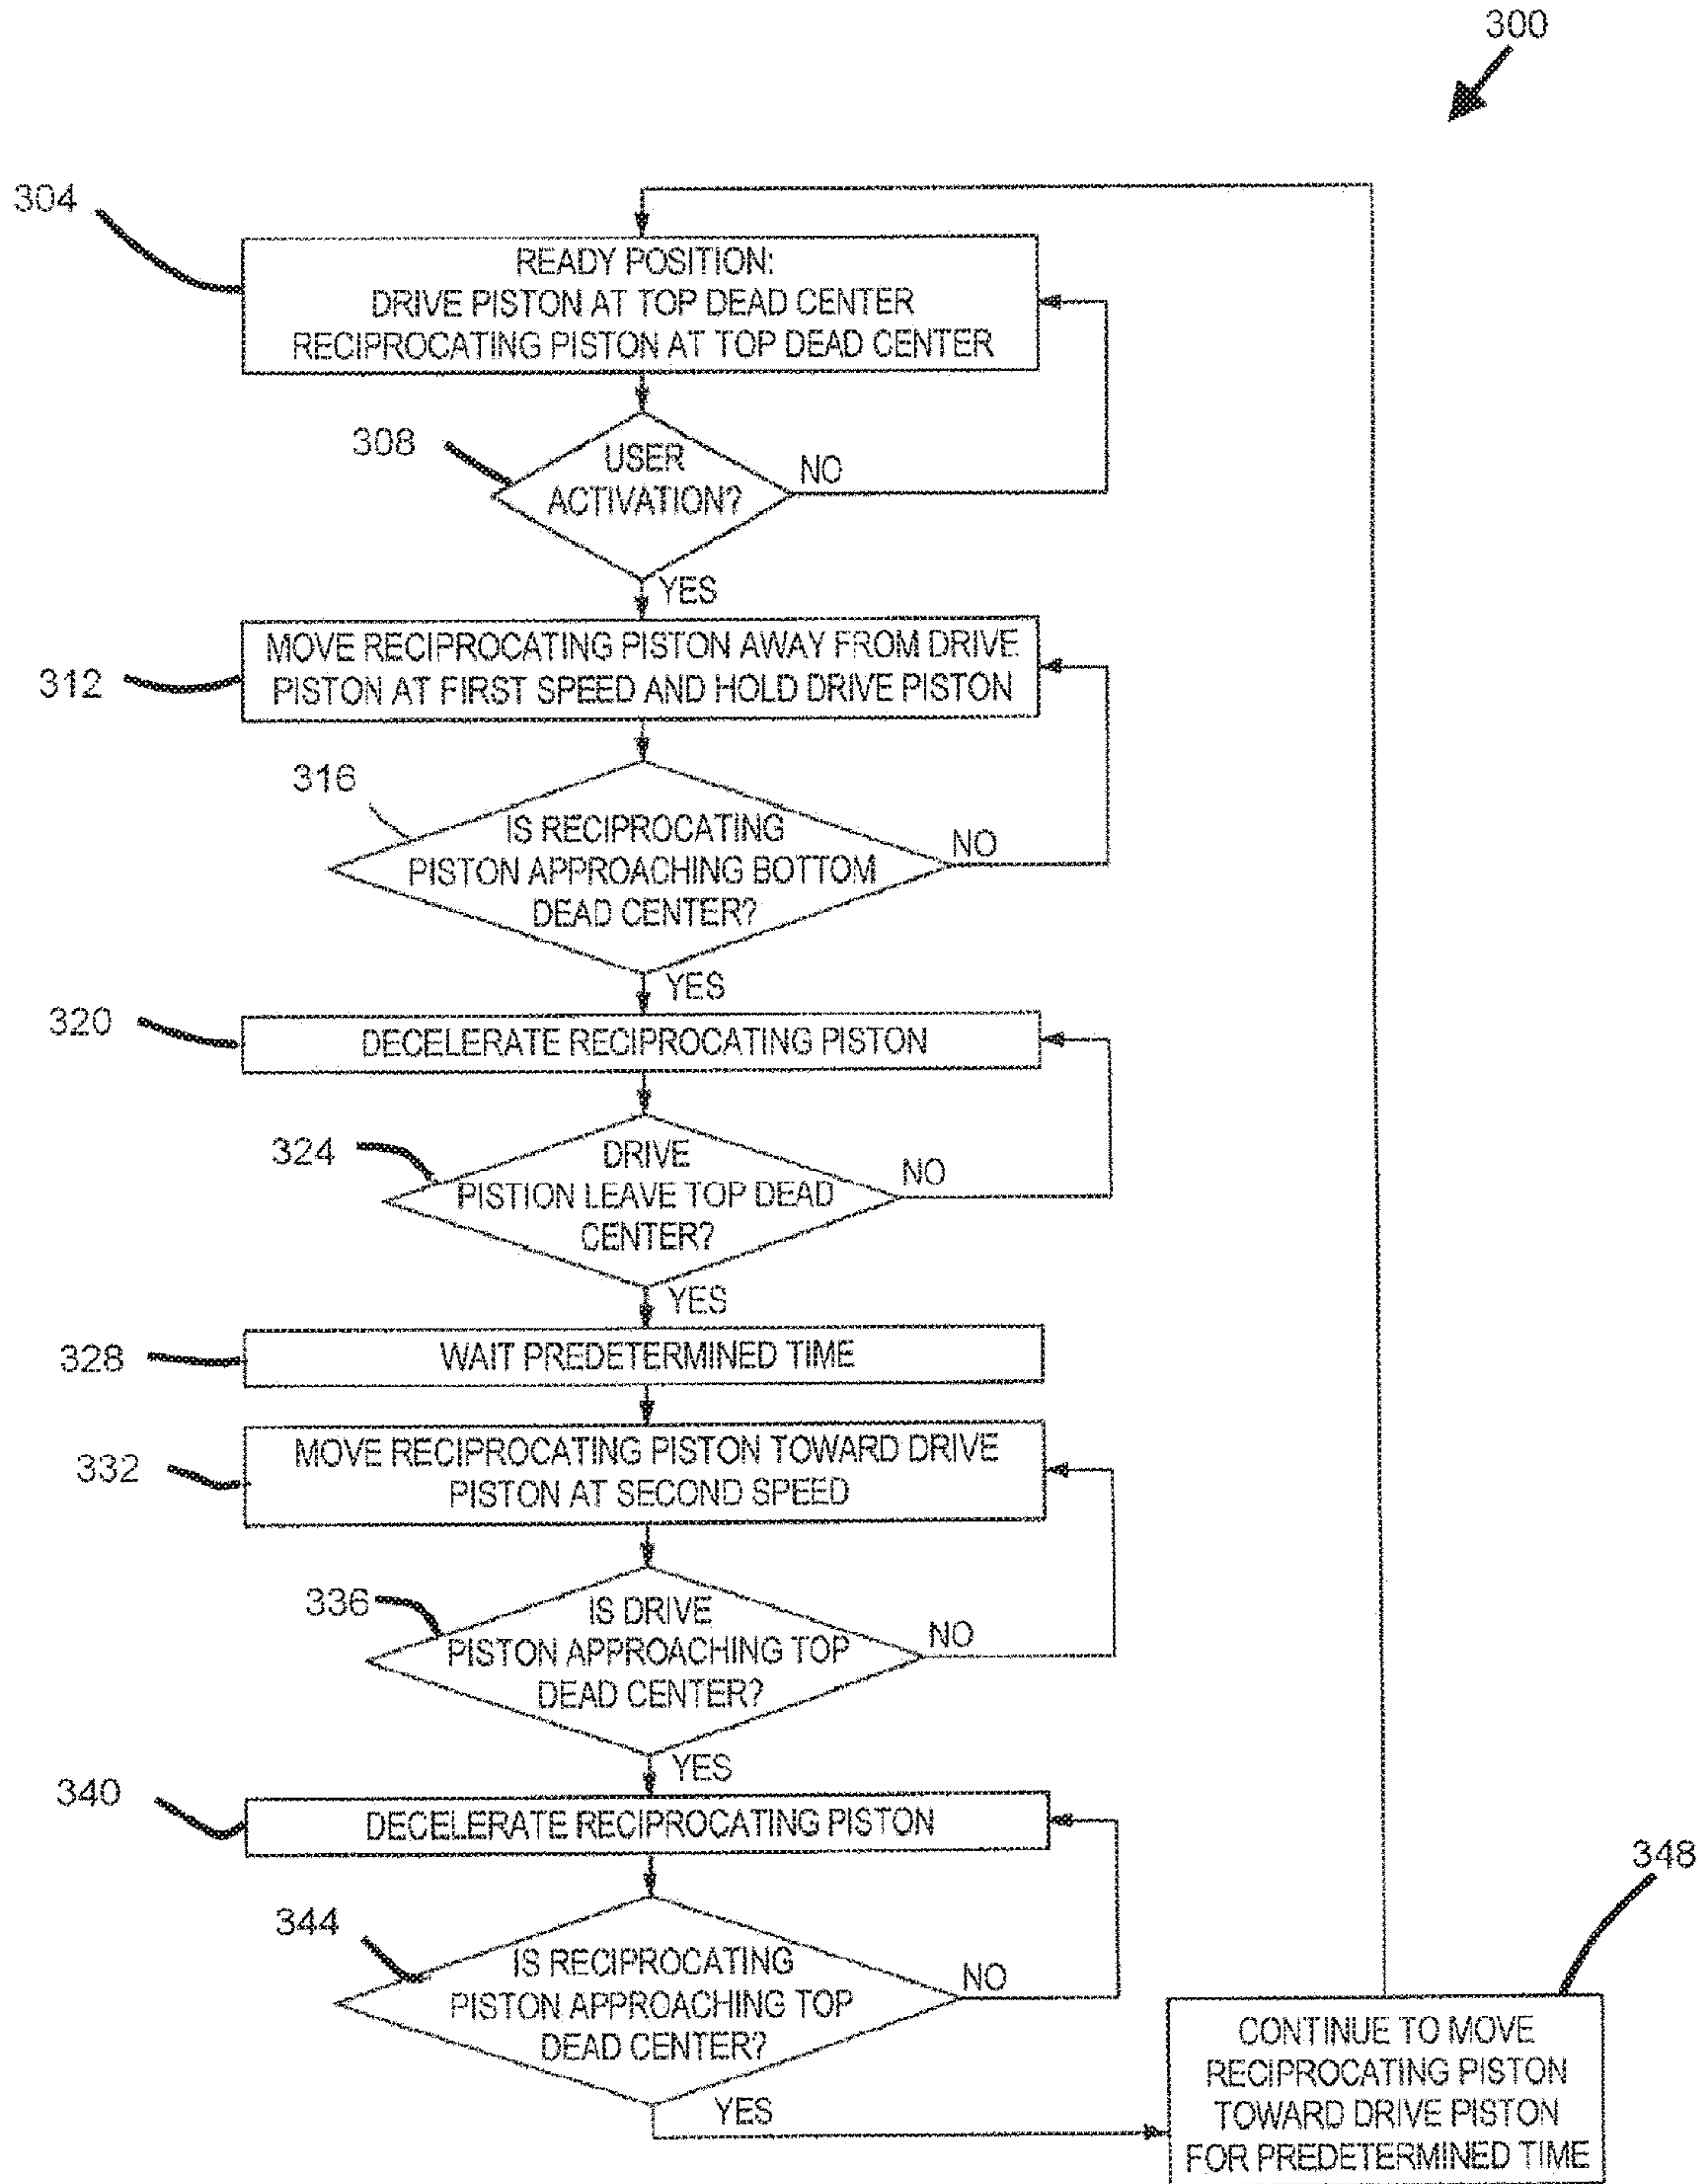 300
304
READY POSITION:
DRIVE PISTON AT TOP DEAD CENTER
RECIPROCATING PISTON AT TOP DEAD CENTER
308
USER
ACTIVATION?
NO
YES
312
MOVE RECIPROCATING PISTON AWAY FROM DRIVE
PISTON AT FIRST SPEED AND HOLD DRIVE PISTON
316
IS RECIPROCATING
PISTON APPROACHING BOTTOM
DEAD CENTER?
NO
YES
320
DECELERATE RECIPROCATING PISTON
324
DRIVE
PISTION LEAVE TOP DEAD
CENTER?
NO
YES
328
WAIT PREDETERMINED TIME
332
MOVE RECIPROCATING PISTON TOWARD DRIVE
PISTON AT SECOND SPEED
336
IS DRIVE
PISTON APPROACHING TOP
DEAD CENTER?
NO
YES
340
DECELERATE RECIPROCATING PISTON
344
IS RECIPROCATING
PISTON APPROACHING TOP
DEAD CENTER?
NO
YES
348
CONTINUE TO MOVE
RECIPROCATING PISTON
TOWARD DRIVE PISTON
FOR PREDETERMINED TIME